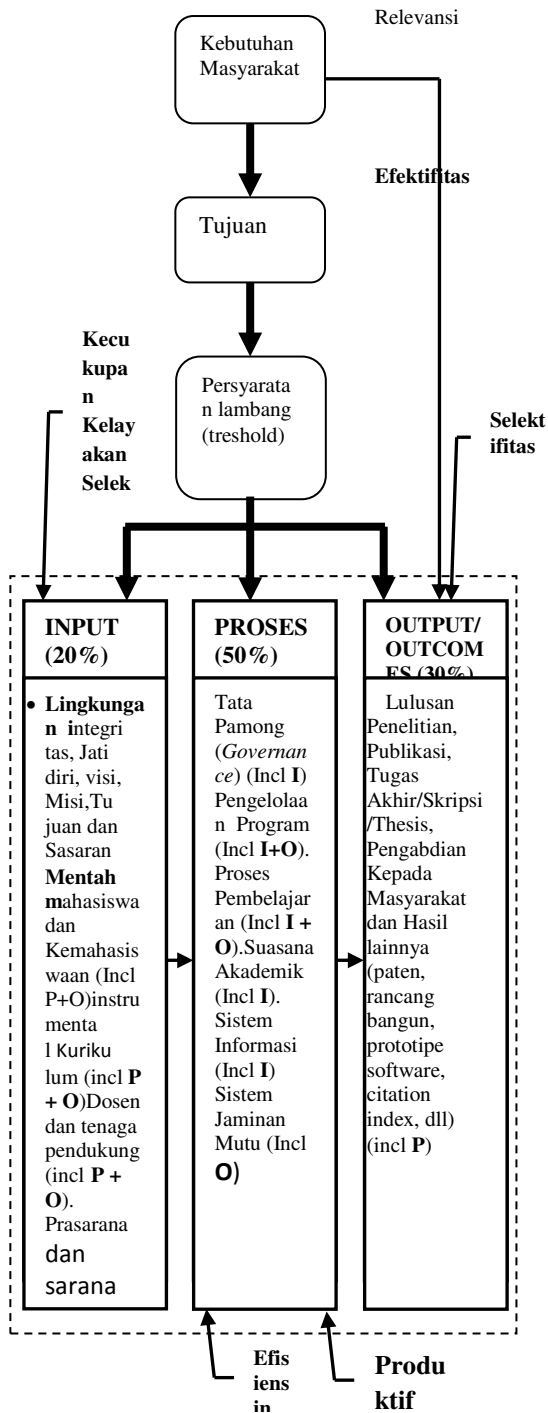 Relevansi
Kebutuhan
Masyarakat
Efektifitas
Tujuan
Kecu
kupa
n
Kelay
akan
Selek
Persyarata
n lambang
(treshold)
Selekt
ifitas
INPUT
(20%)
• Lingkunga
n integri
tas, Jati
diri, visi,
Misi,Tu
juan dan
Sasaran
Mentah
mahasiswa
dan
Kemahasis
waan (Incl
P+O)instru
menta
l Kuriku
lum (incl P
+ O)Dosen
dan tenaga
pendukung
(incl P +
O).
Prasarana
dan
sarana
PROSES
(50%)
Tata
Pamong
(Governan
ce) (Incl I)
Pengelolaa
n Program
(Incl I+O).
Proses
Pembelajar
an (Incl I +
O).Suasana
Akademik
(Incl I).
Sistem
Informasi
(Incl I)
Sistem
Jaminan
Mutu (Incl
O)
OUTPUT/
OUTCOM
ES (30%)
Lulusan
Penelitian,
Publikasi,
Tugas
Akhir/Skripsi
/Thesis,
Pengabdian
Kepada
Masyarakat
dan Hasil
lainnya
(paten,
rancang
bangun,
prototipe
software,
citation
index, dll)
(incl P)
Efis
iens
in
Produ
ktif